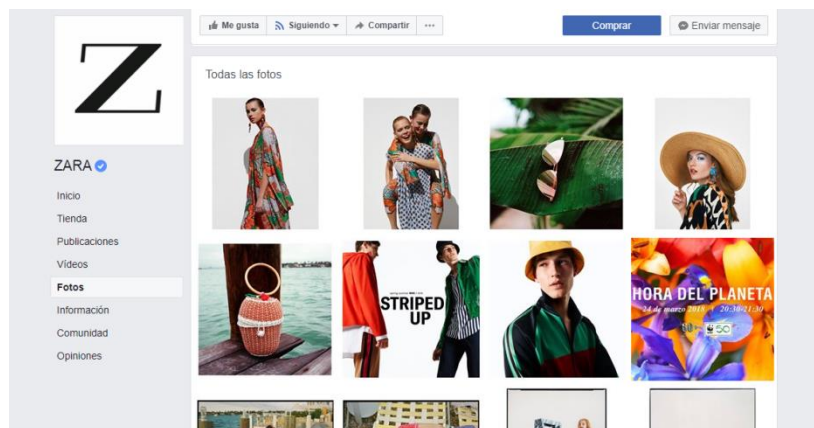 Me gusta Siguiendo Compartir ...
Comprar
Enviar mensaje
Z
ZARA
Inicio
Tienda
Publicaciones
Vídeos
Fotos
Información
Comunidad
Opiniones
Todas las fotos
STRIPED
UP
HORA DEL PLANETA
24 de marzo 2018 20:30-21:30
60+